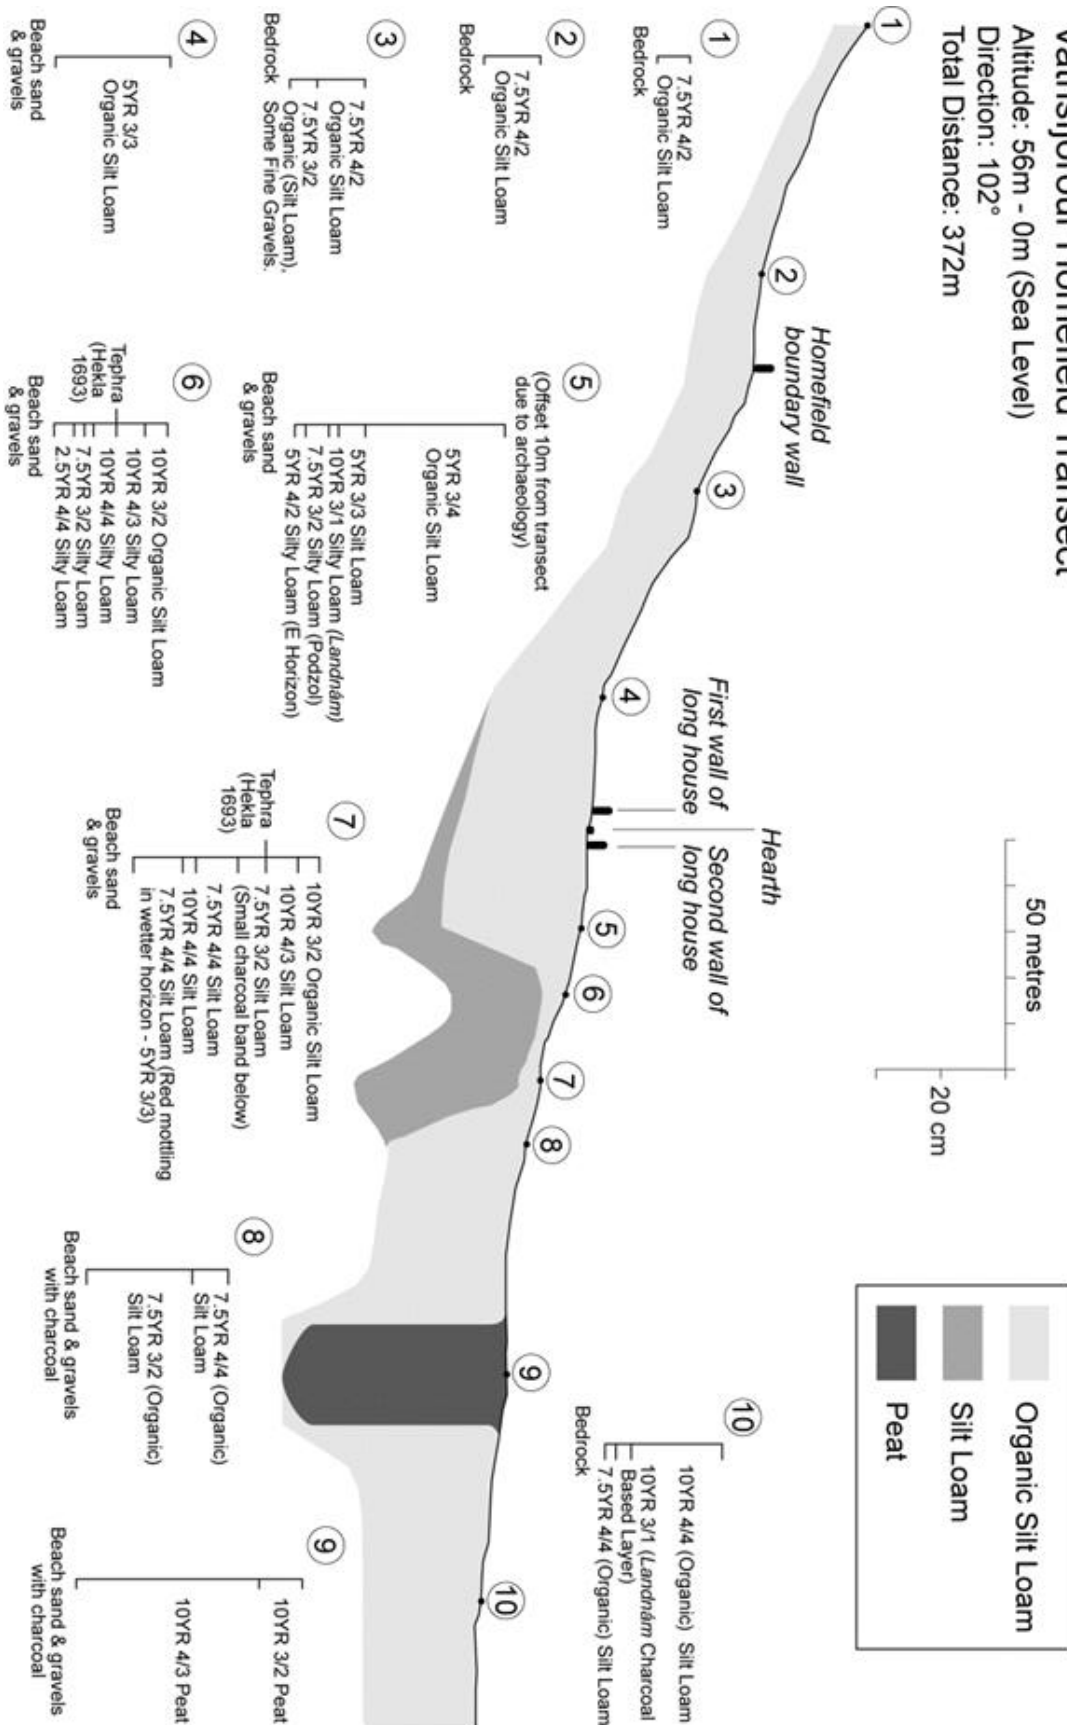 Vatnsfjörður Homefield Transect
Altitude: 56m - 0m (Sea Level)
Direction: 102°
Total Distance: 372m
50 metres
20 cm
Organic Silt Loam
Silt Loam
Peat
1
2
Homefield
boundary wall
3
4
First wall of
long house
Hearth
Second wall of
long house
5
6
7
8
9
10
1
7.5YR 4/2
Organic Silt Loam
Bedrock
2
7.5YR 4/2
Organic Silt Loam
Bedrock
3
7.5YR 4/2
Organic Silt Loam
7.5YR 3/2
Organic (Silt Loam),
Some Fine Gravels.
Bedrock
4
5YR 3/3
Organic Silt Loam
Beach sand
& gravels
5
(Offset 10m from transect
due to archaeology)
5YR 3/4
Organic Silt Loam
5YR 3/3 Silt Loam
10YR 3/1 Silty Loam (Landnám)
7.5YR 3/2 Silty Loam (Podzol)
5YR 4/2 Silty Loam (E Horizon)
Beach sand
& gravels
6
10YR 3/2 Organic Silt Loam
10YR 4/3 Silty Loam
Tephra
(Hekla
1693)
10YR 4/4 Silty Loam
7.5YR 3/2 Silty Loam
2.5YR 4/4 Silty Loam
Beach sand
& gravels
7
10YR 3/2 Organic Silt Loam
10YR 4/3 Silt Loam
Tephra
(Hekla
1693)
7.5YR 3/2 Silt Loam
(Small charcoal band below)
7.5YR 4/4 Silt Loam
10YR 4/4 Silt Loam
7.5YR 4/4 Silt Loam (Red mottling
in wetter horizon - 5YR 3/3)
Beach sand
& gravels
8
7.5YR 4/4 (Organic)
Silt Loam
7.5YR 3/2 (Organic)
Silt Loam
Beach sand & gravels
with charcoal
9
10YR 3/2 Peat
10YR 4/3 Peat
Beach sand & gravels
with charcoal
10
10YR 4/4 (Organic) Silt Loam
10YR 3/1 (Landnám Charcoal
Based Layer)
7.5YR 4/4 (Organic) Silt Loam
Bedrock